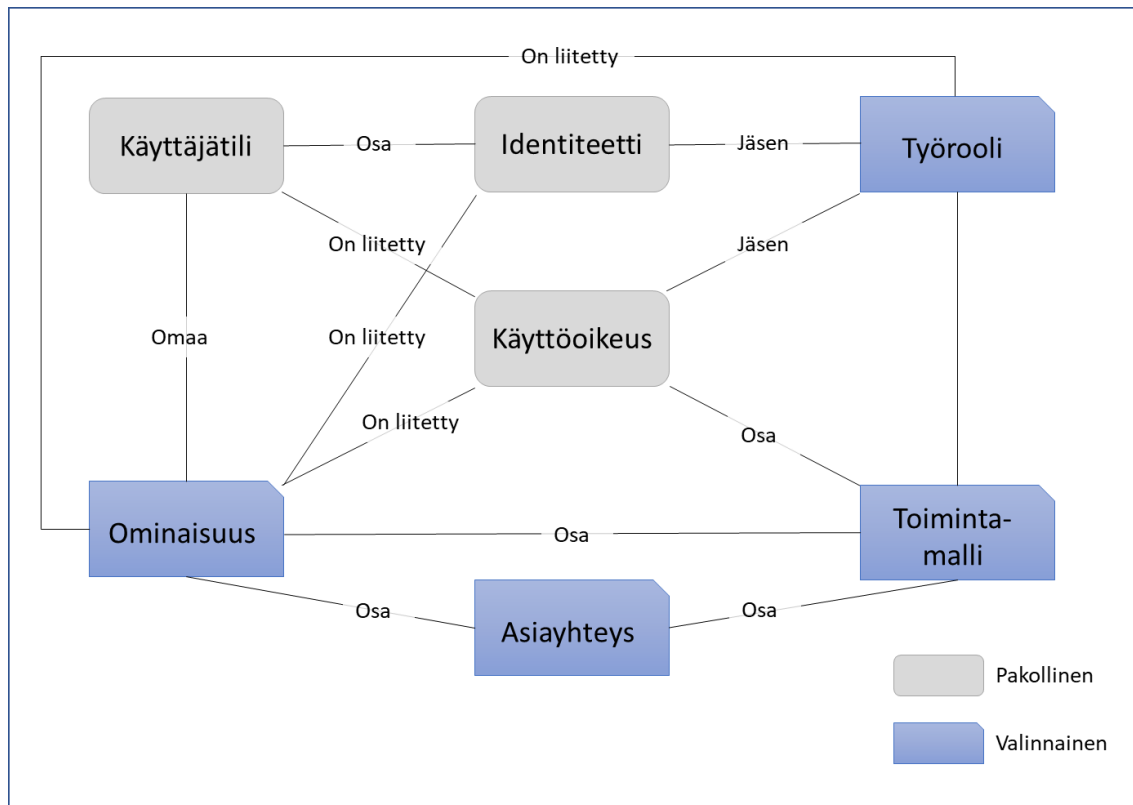 On liitetty
Käyttäjätili
Osa
Identiteetti
Jäsen
Työrooli
On liitetty
Jäsen
Omaa
On liitetty
Käyttöoikeus
On liitetty
Osa
Ominaisuus
Osa
Toiminta-
malli
Osa
Asiayhteys
Osa
Pakollinen
Valinnainen